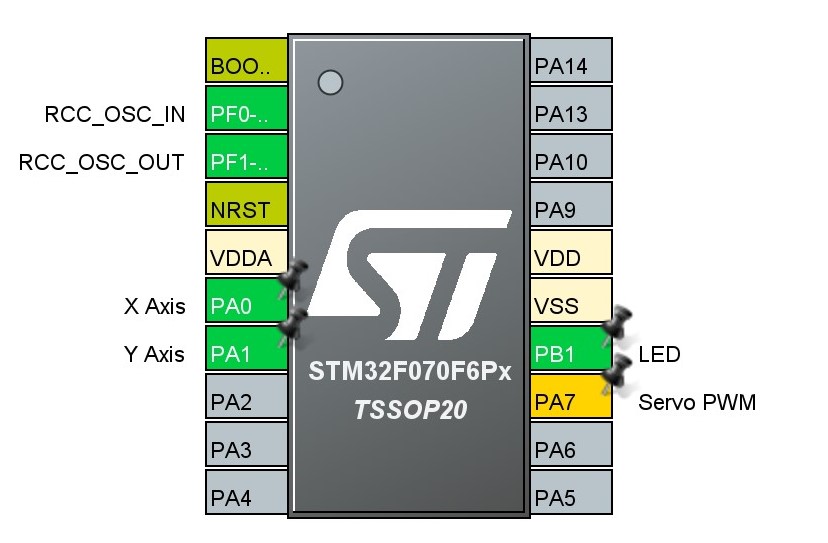 BOO..
PA14
RCC_OSC_IN
PF0-..
PA13
RCC_OSC_OUT
PF1-..
PA10
NRST
PA9
VDDA
VDD
X Axis
PA0
VSS
Y Axis
PA1
PB1
LED
STM32F070F6Px
TSSOP20
PA2
PA7
Servo PWM
PA3
PA6
PA4
PA5
ST